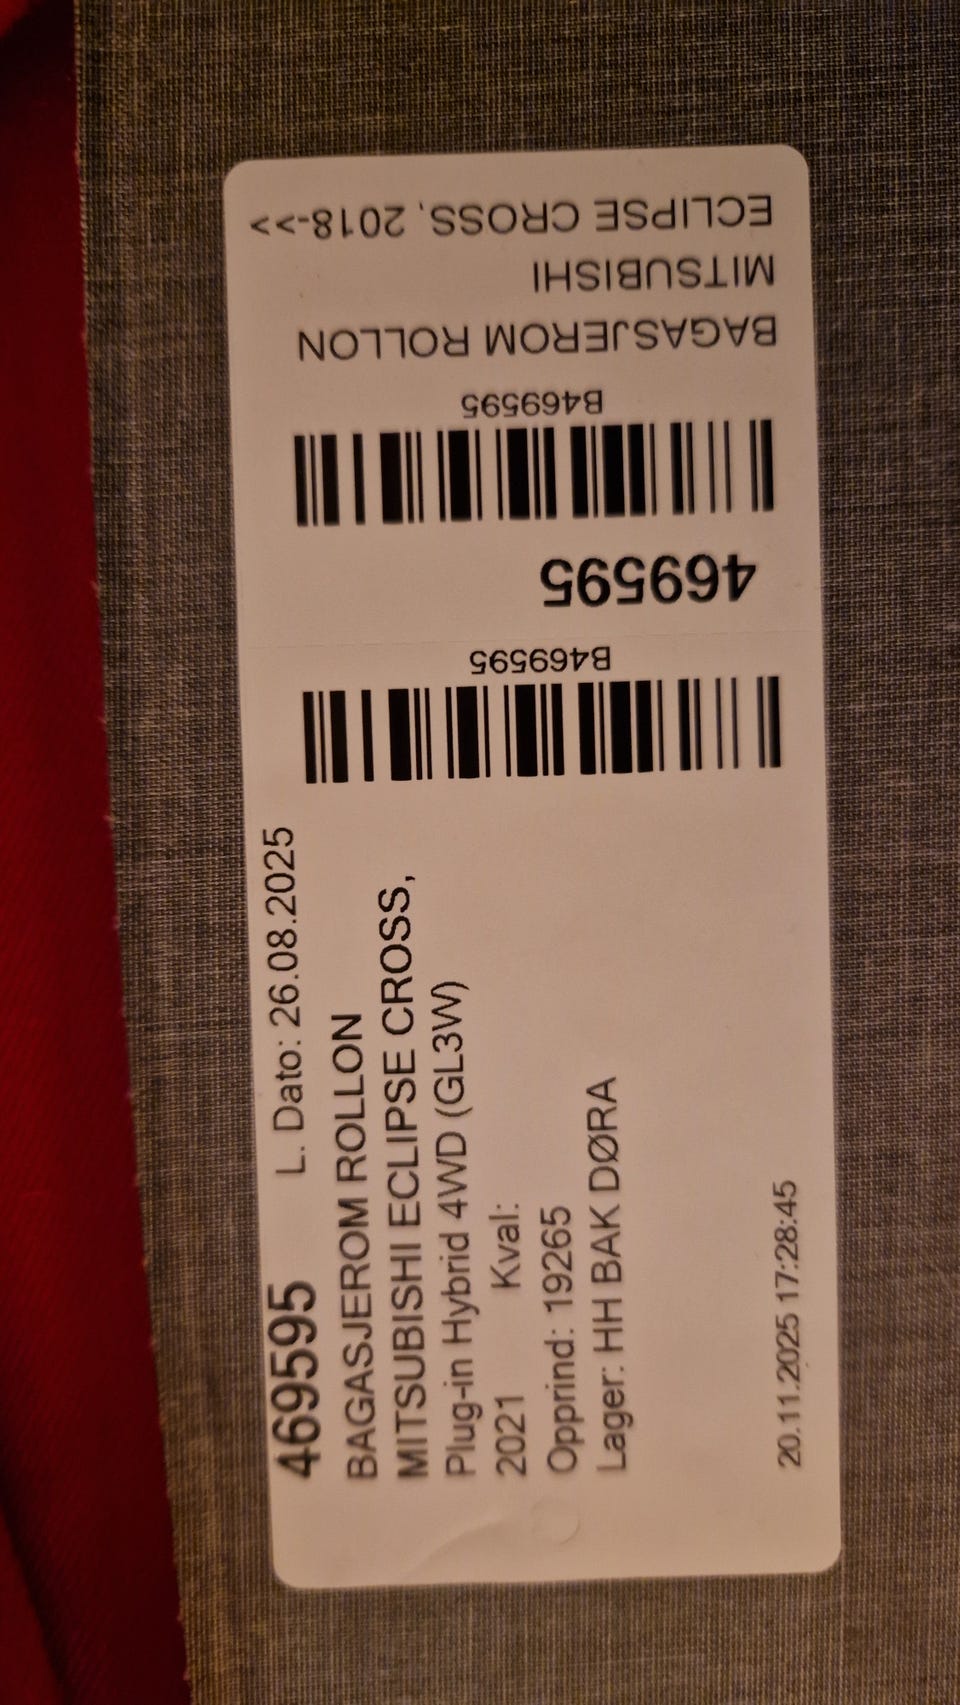 ECLIPSE CROSS, 2018->>
MITSUBISHI
BAGASJEROM ROLLON
B469595
469595
B469595
469595 L. Dato: 26.08.2025
BAGASJEROM ROLLON
MITSUBISHI ECLIPSE CROSS,
Plug-in Hybrid 4WD (GL3W)
2021 Kval:
Opprind: 19265
Lager: HH BAK DØRA
20.11.2025 17:28:45